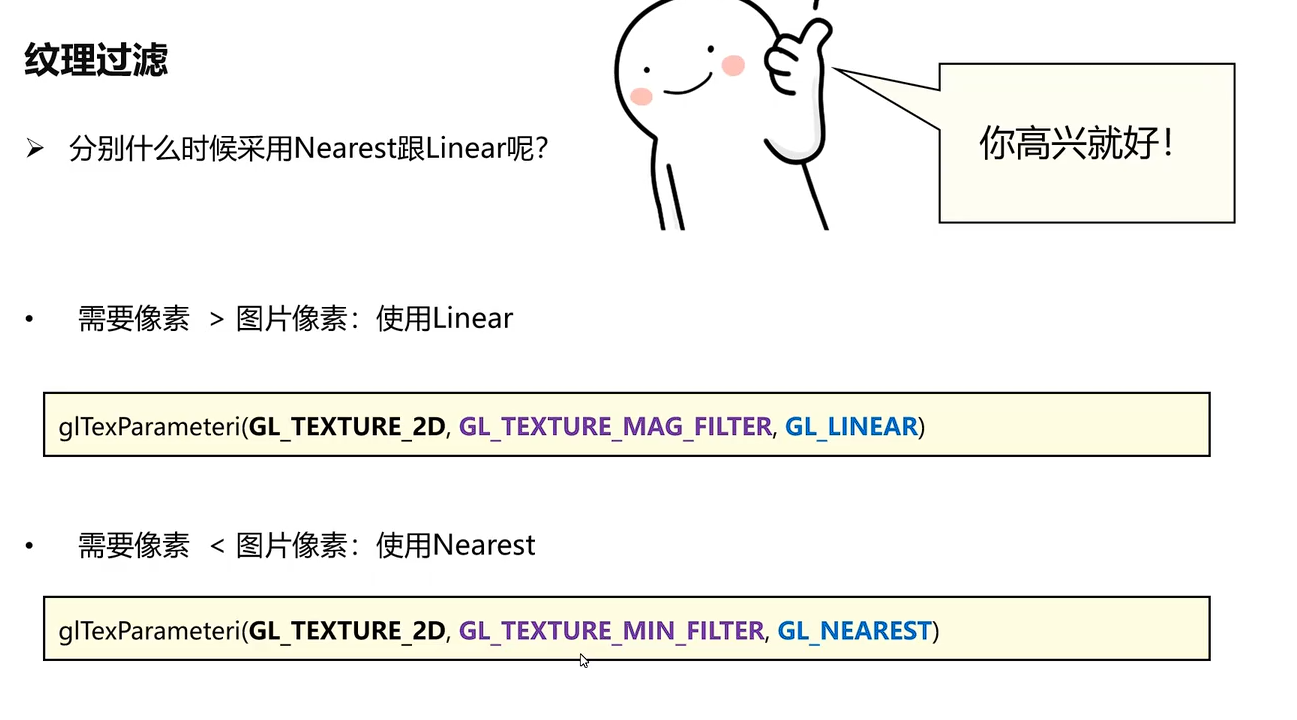 纹理过滤
➢ 分别什么时候采用Nearest跟Linear呢？
你高兴就好！
• 需要像素 > 图片像素：使用Linear
glTexParameteri(GL_TEXTURE_2D, GL_TEXTURE_MAG_FILTER, GL_LINEAR)
• 需要像素 < 图片像素：使用Nearest
glTexParameteri(GL_TEXTURE_2D, GL_TEXTURE_MIN_FILTER, GL_NEAREST)